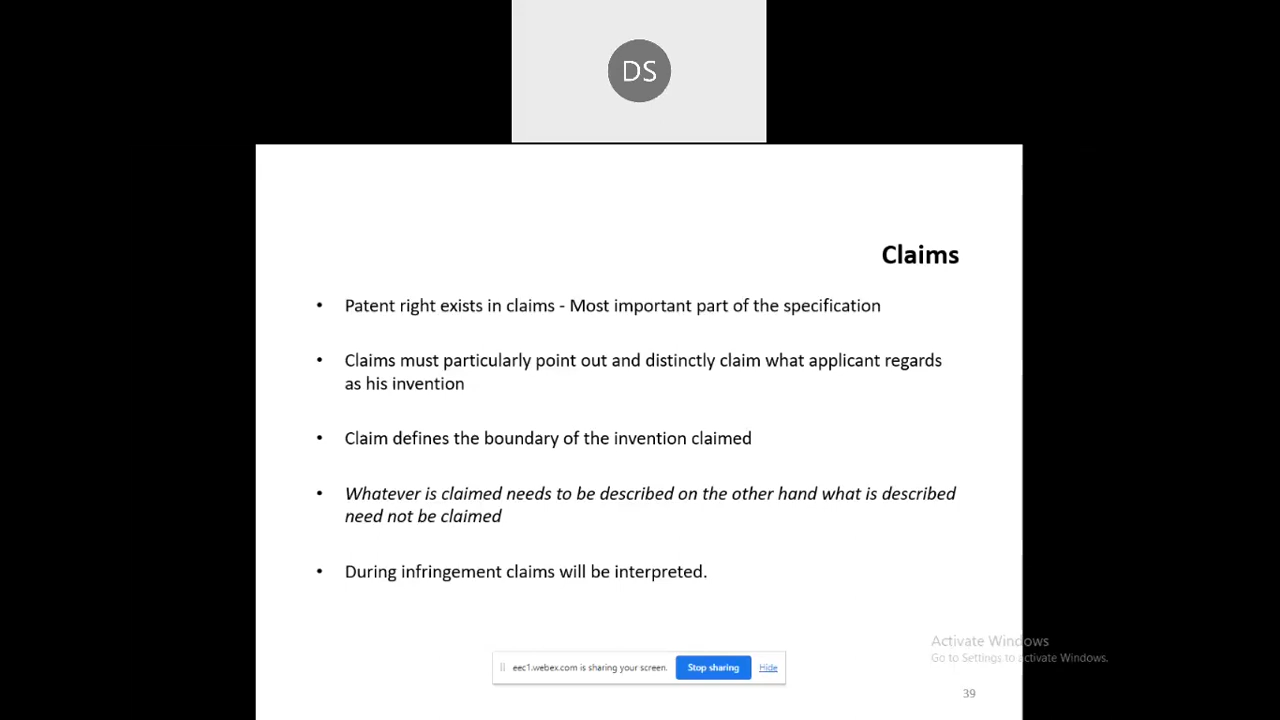 DS
Claims
• Patent right exists in claims - Most important part of the specification
• Claims must particularly point out and distinctly claim what applicant regards
as his invention
• Claim defines the boundary of the invention claimed
• Whatever is claimed needs to be described on the other hand what is described
need not be claimed
• During infringement claims will be interpreted.
Activate Windows
Go to Settings to activate Windows.
eec1.webex.com is sharing your screen. Stop sharing Hide
39